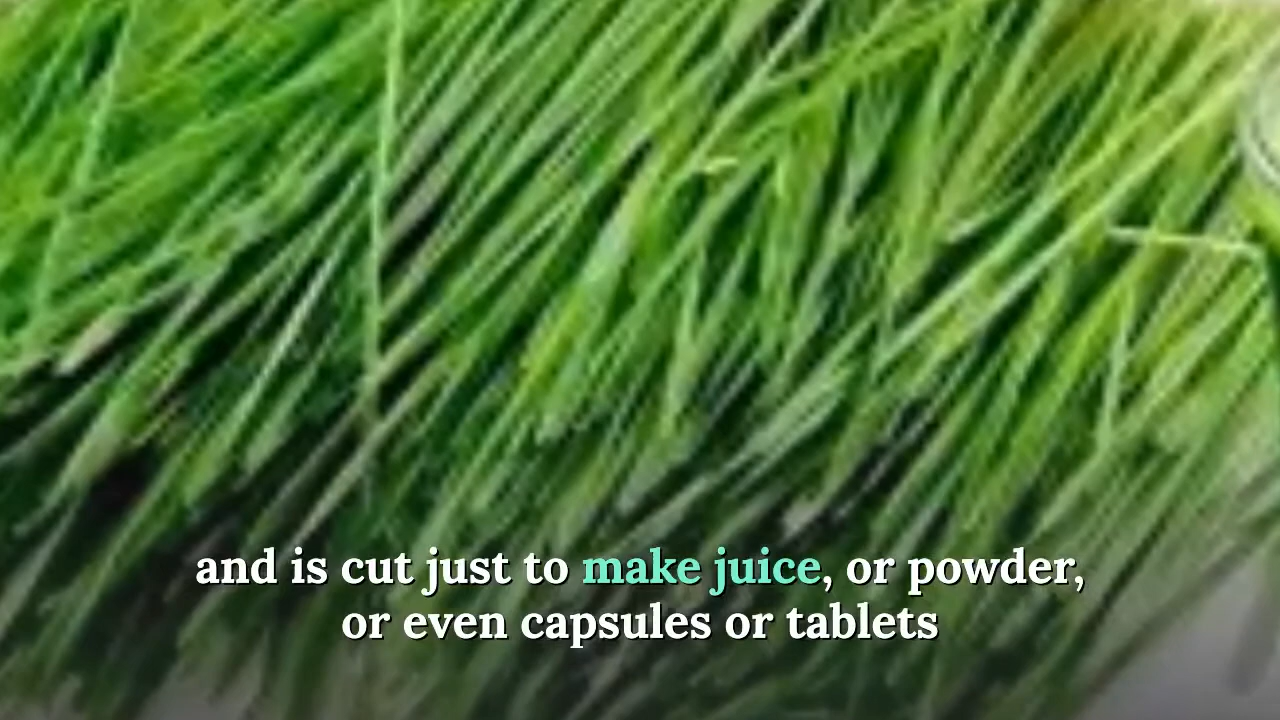 and is cut just to make juice, or powder,
or even capsules or tablets